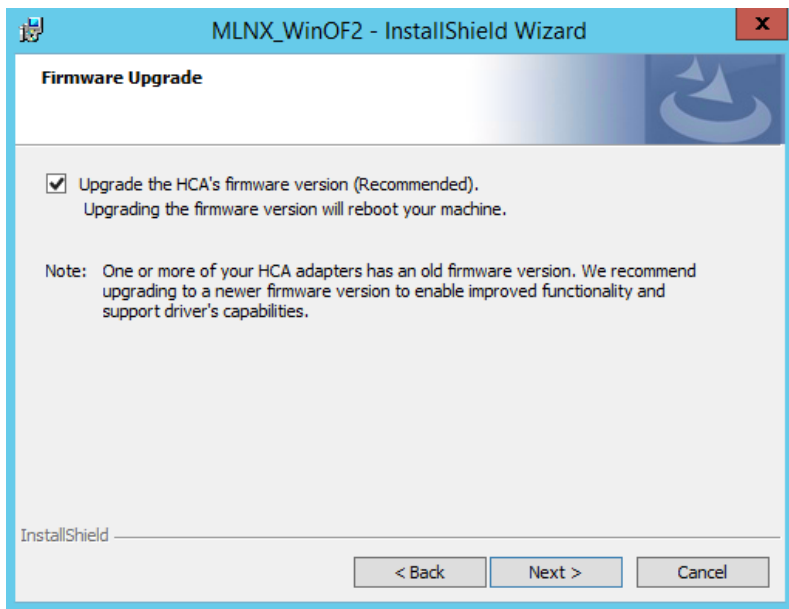 MLNX_WinOF2 - InstallShield Wizard
x
Firmware Upgrade
Upgrade the HCA's firmware version (Recommended).
Upgrading the firmware version will reboot your machine.
Note: One or more of your HCA adapters has an old firmware version. We recommend
upgrading to a newer firmware version to enable improved functionality and
support driver's capabilities.
InstallShield
< Back
Next >
Cancel